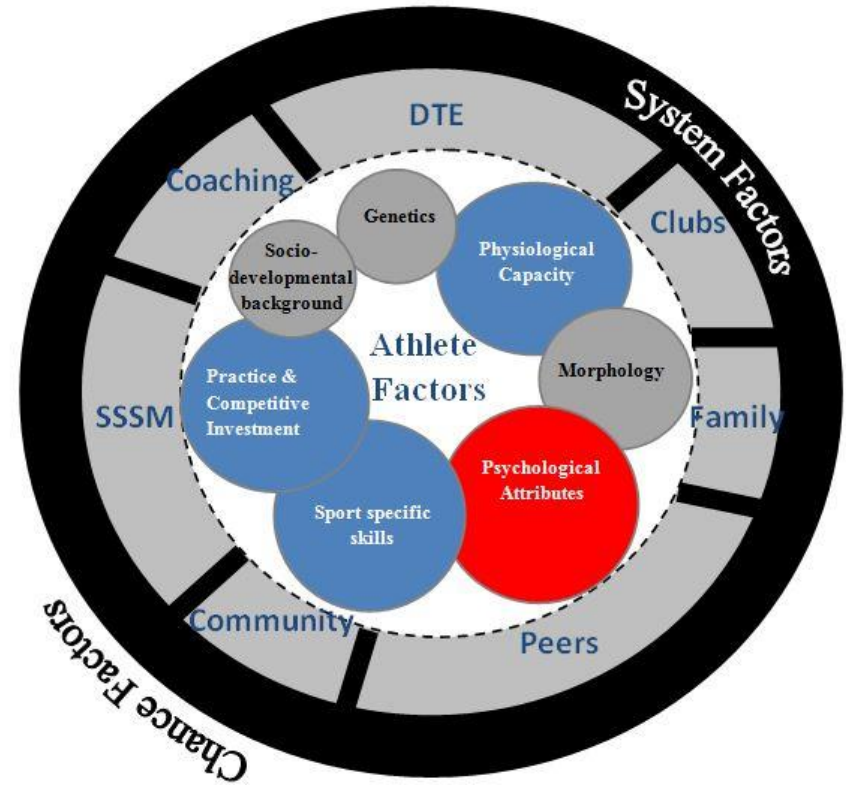 System Factors
DTE
Coaching
Clubs
Genetics
Physiological
Capacity
Socio-
developmental
background
Athlete
Factors
Morphology
Practice &
Competitive
Investment
SSSM
Family
Psychological
Attributes
Sport specific
skills
Community
Peers
Chance Factors